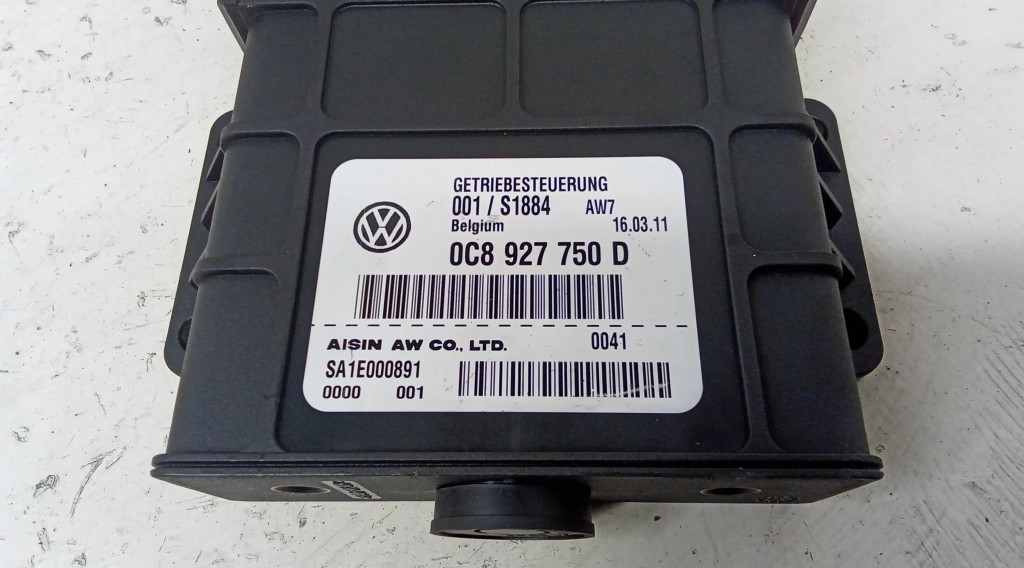 GETRIEBESTEUERUNG
001 / S1884 AW7
Belgium 16.03.11
0C8 927 750 D
AISIN AW CO., LTD. 0041
SA1E000891
0000 001